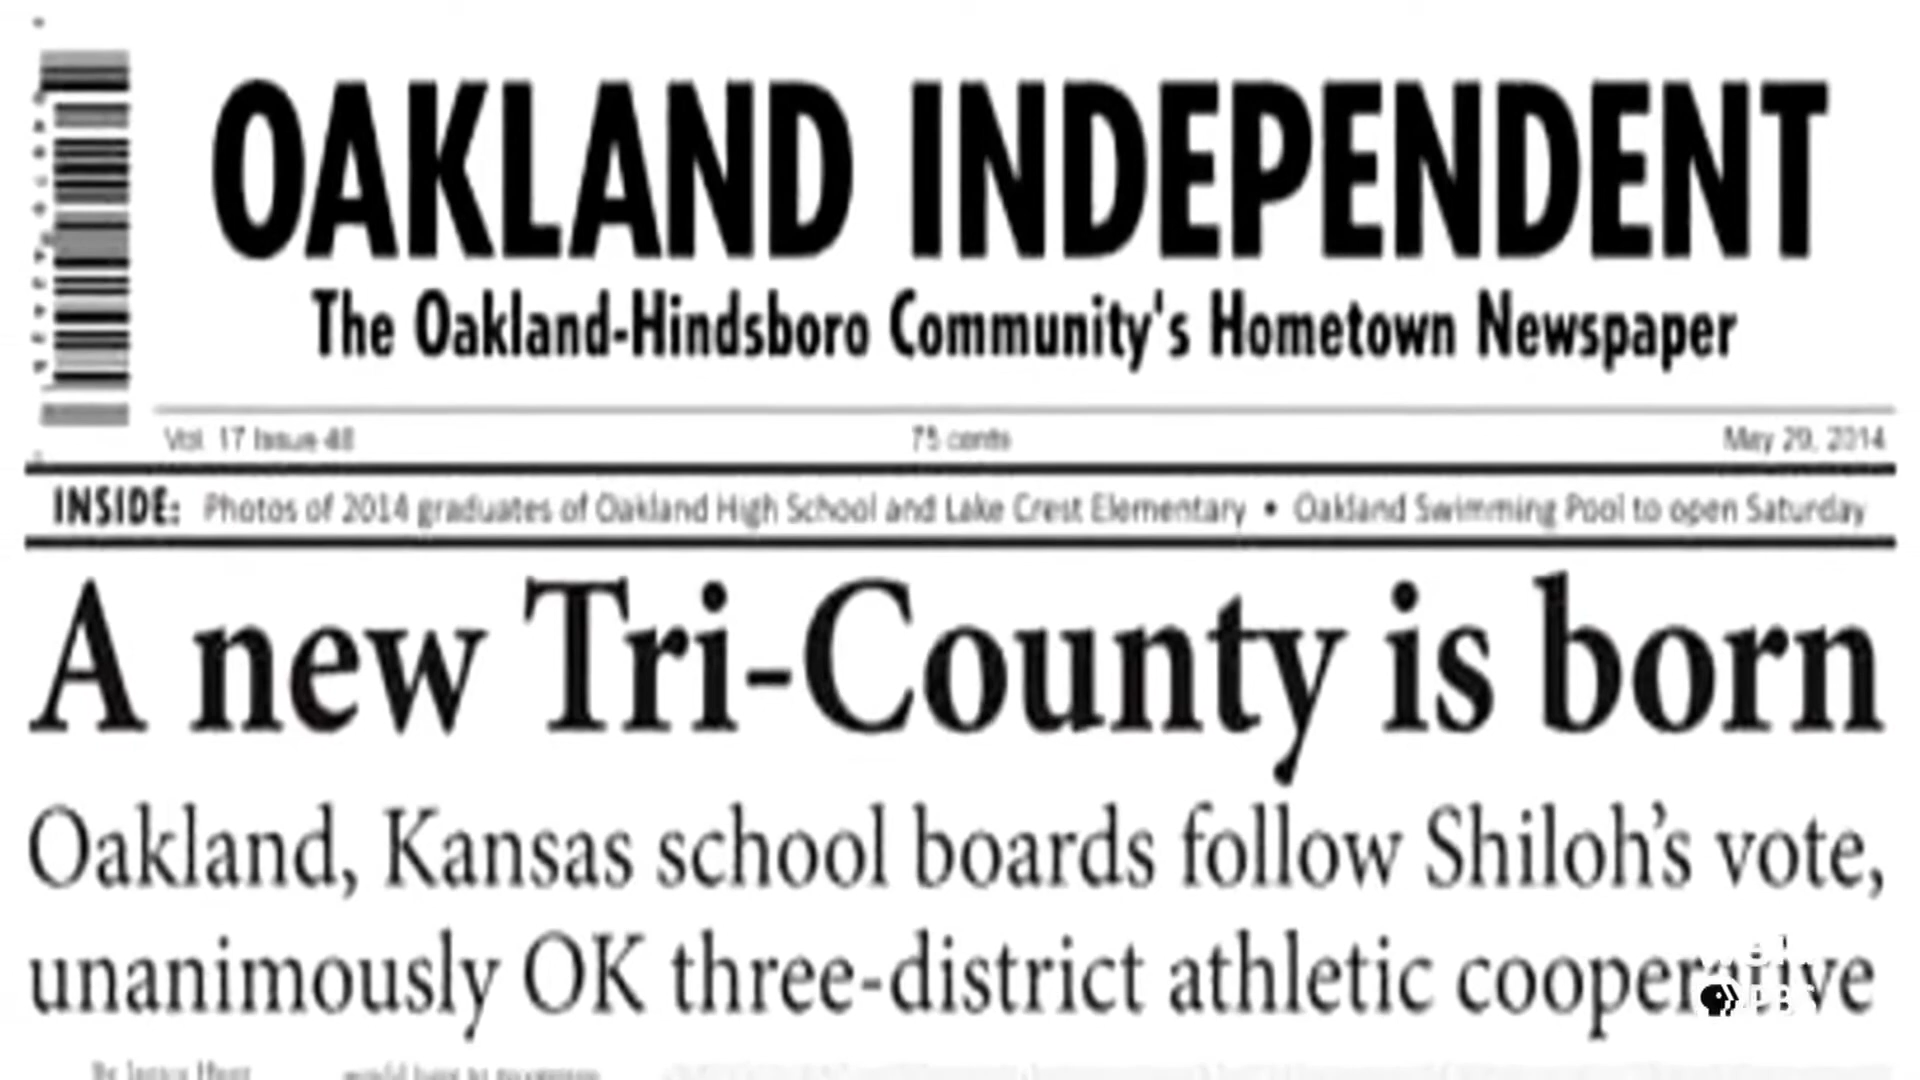 OAKLAND INDEPENDENT
The Oakland-Hindsboro Community's Hometown Newspaper
Vol. 17 Issue 48 75 cents May 29, 2014
INSIDE: Photos of 2014 graduates of Oakland High School and Lake Crest Elementary • Oakland Swimming Pool to open Saturday
A new Tri-County is born
Oakland, Kansas school boards follow Shiloh's vote,
unanimously OK three-district athletic cooperative
PBS